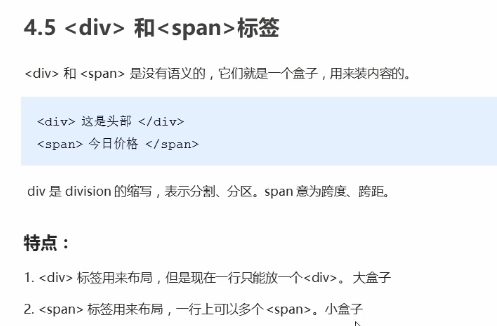 4.5 <div> 和<span>标签
<div> 和 <span> 是没有语义的，它们就是一个盒子，用来装内容的。
<div> 这是头部 </div>
<span> 今日价格 </span>
div 是 division 的缩写，表示分割、分区。span 意为跨度、跨距。
特点：
1. <div> 标签用来布局，但是现在一行只能放一个<div>。 大盒子
2. <span> 标签用来布局，一行上可以多个 <span>。小盒子